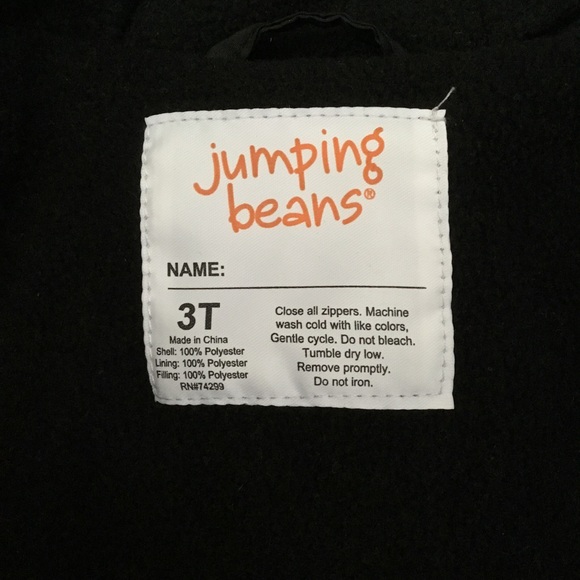 jumping
beans®
NAME:
3T
Made in China
Shell: 100% Polyester
Lining: 100% Polyester
Filling: 100% Polyester
RN#74299
Close all zippers. Machine
wash cold with like colors,
Gentle cycle. Do not bleach.
Tumble dry low.
Remove promptly.
Do not iron.